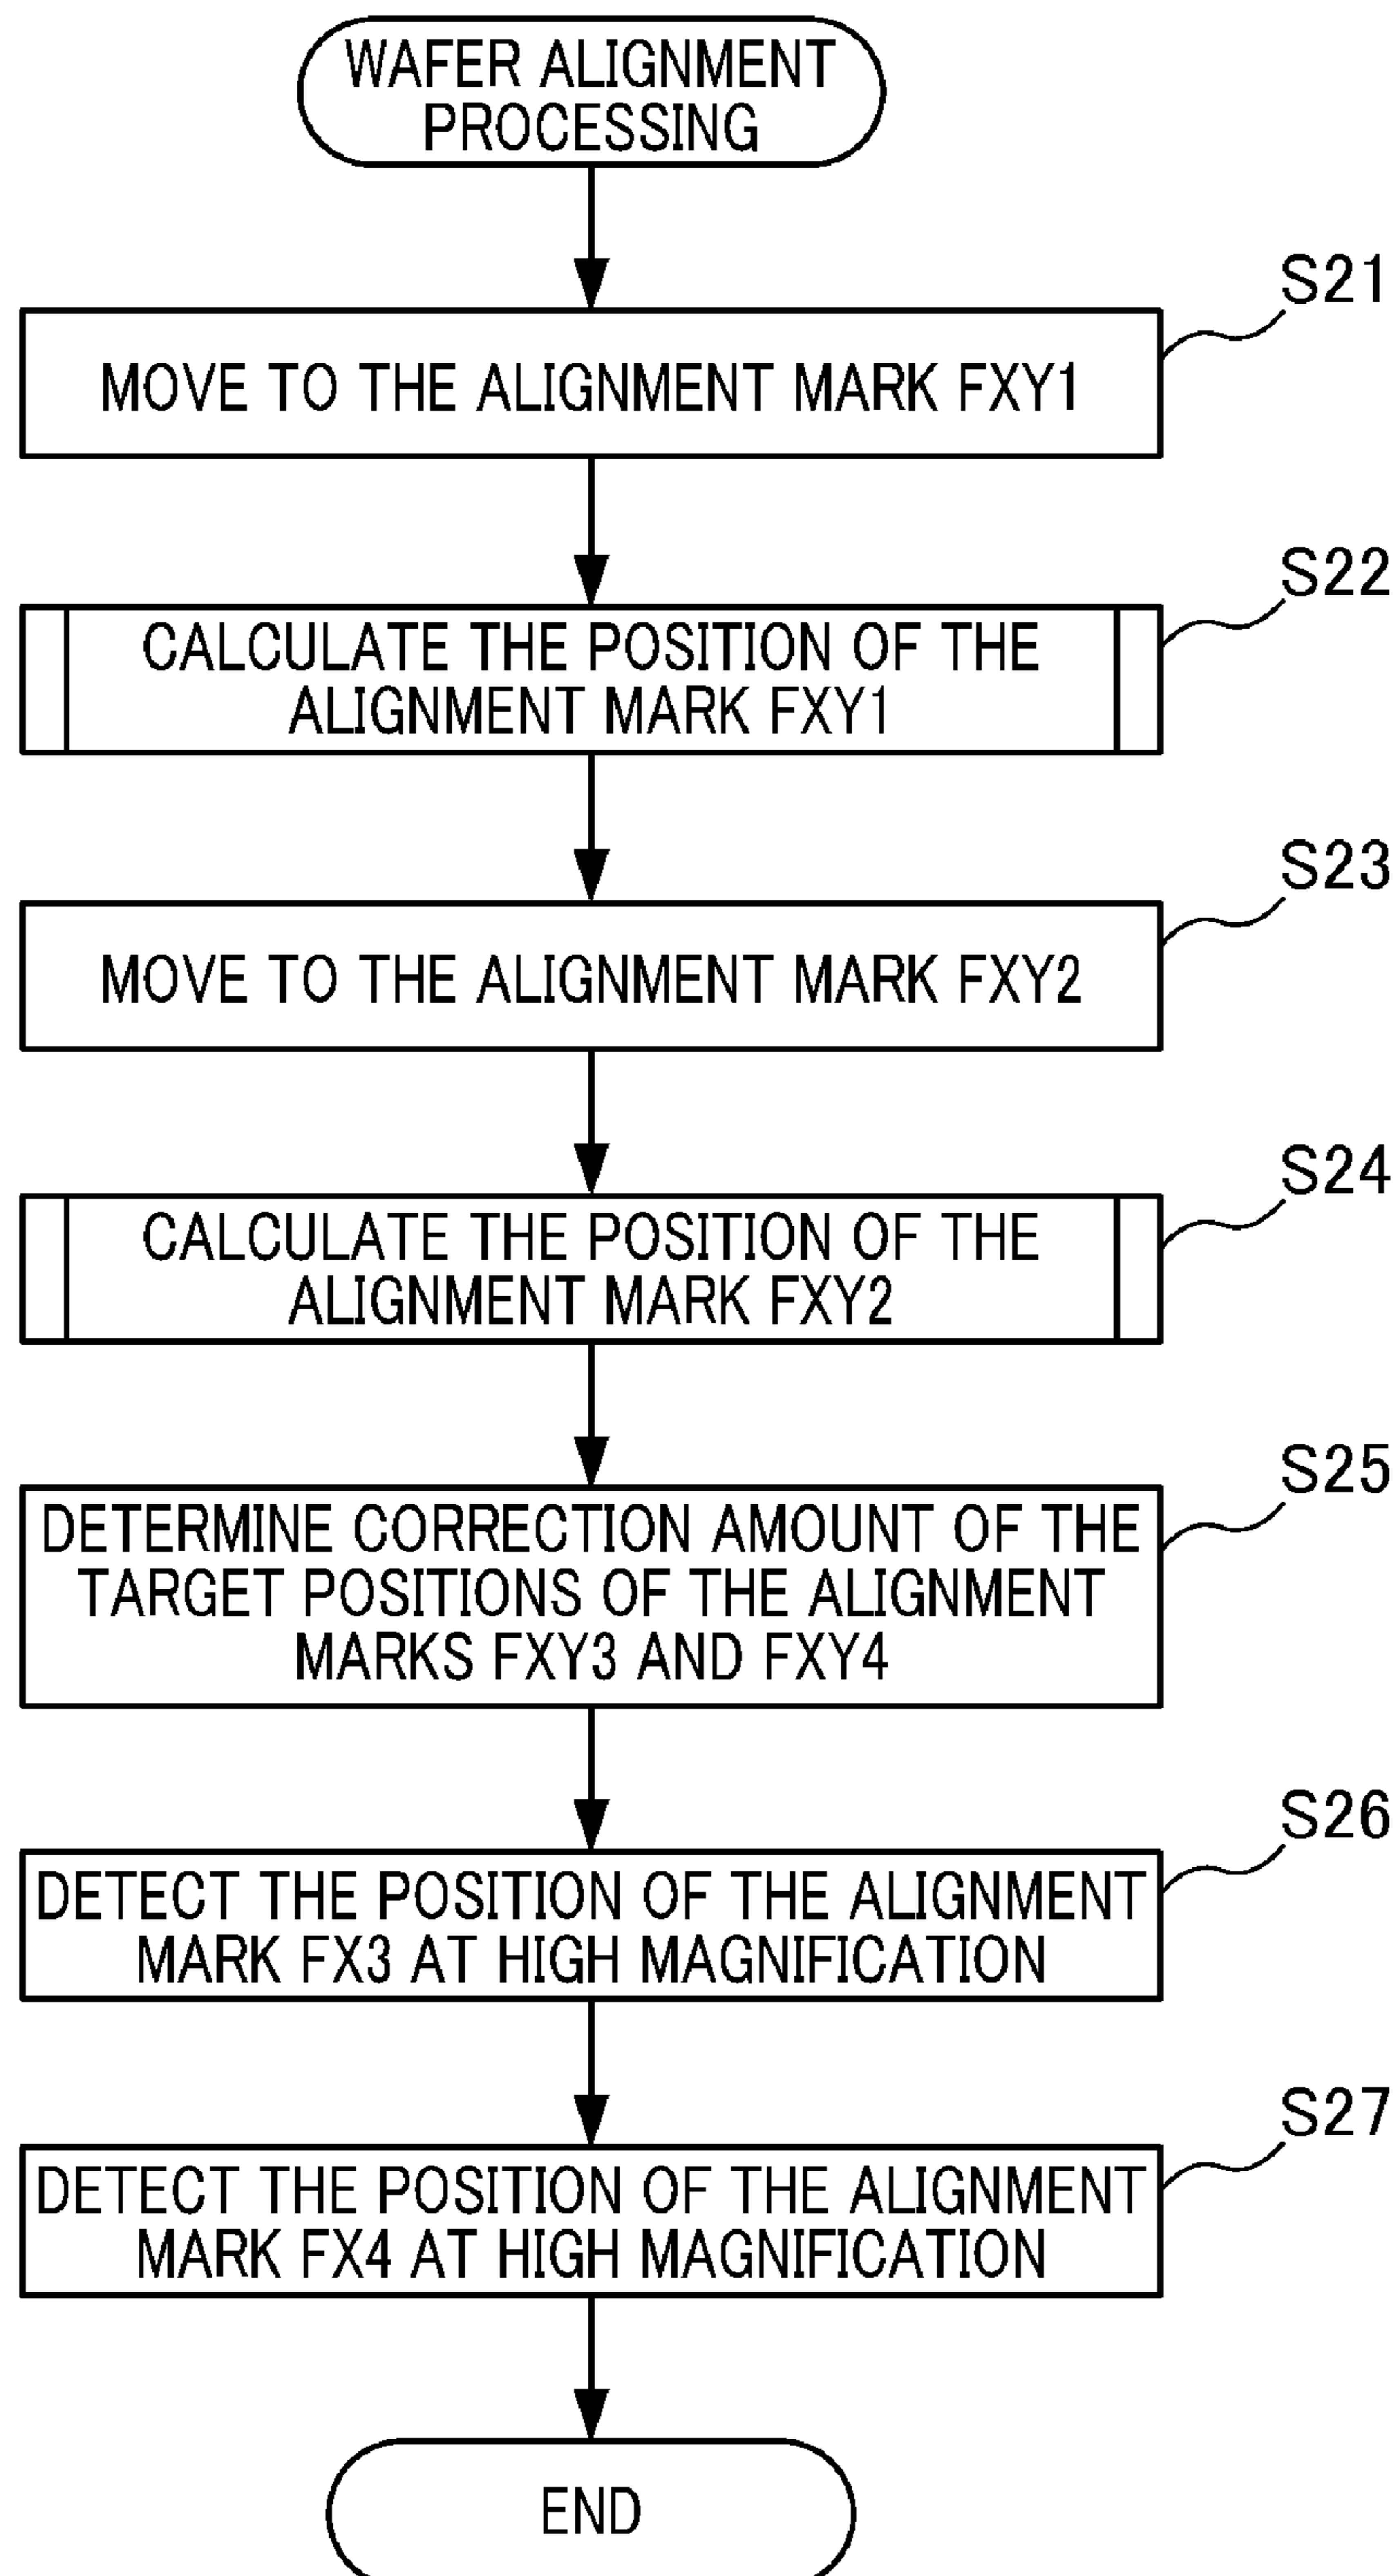 WAFER ALIGNMENT
PROCESSING
S21
MOVE TO THE ALIGNMENT MARK FXY1
S22
CALCULATE THE POSITION OF THE
ALIGNMENT MARK FXY1
S23
MOVE TO THE ALIGNMENT MARK FXY2
S24
CALCULATE THE POSITION OF THE
ALIGNMENT MARK FXY2
S25
DETERMINE CORRECTION AMOUNT OF THE
TARGET POSITIONS OF THE ALIGNMENT
MARKS FXY3 AND FXY4
S26
DETECT THE POSITION OF THE ALIGNMENT
MARK FX3 AT HIGH MAGNIFICATION
S27
DETECT THE POSITION OF THE ALIGNMENT
MARK FX4 AT HIGH MAGNIFICATION
END